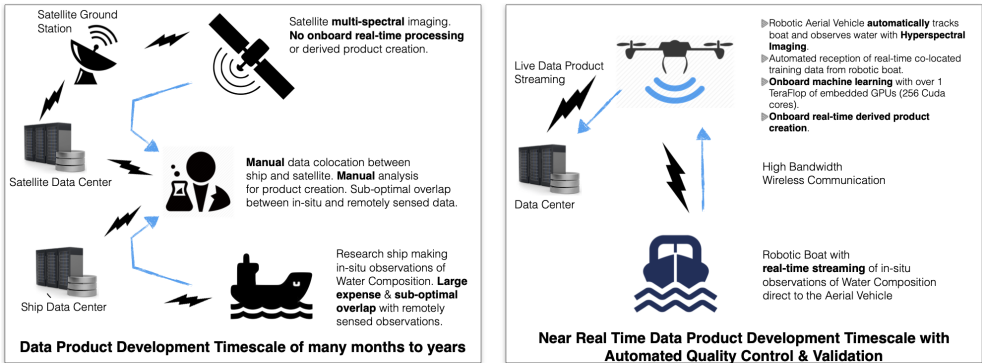 Satellite Ground
Station
Satellite multi-spectral imaging.
No onboard real-time processing
or derived product creation.
Satellite Data Center
Manual data colocation between
ship and satellite. Manual analysis
for product creation. Sub-optimal overlap
between in-situ and remotely sensed data.
Ship Data Center
Research ship making
in-situ observations of
Water Composition. Large
expense & sub-optimal
overlap with remotely
sensed observations.
Data Product Development Timescale of many months to years
Robotic Aerial Vehicle automatically tracks
boat and observes water with Hyperspectral
Imaging.
Automated reception of real-time co-located
training data from robotic boat.
Onboard machine learning with over 1
TeraFlop of embedded GPUs (256 Cuda
cores).
Onboard real-time derived product
creation.
Live Data Product
Streaming
Data Center
High Bandwidth
Wireless Communication
Robotic Boat with
real-time streaming of in-situ
observations of Water Composition
direct to the Aerial Vehicle
Near Real Time Data Product Development Timescale with
Automated Quality Control & Validation